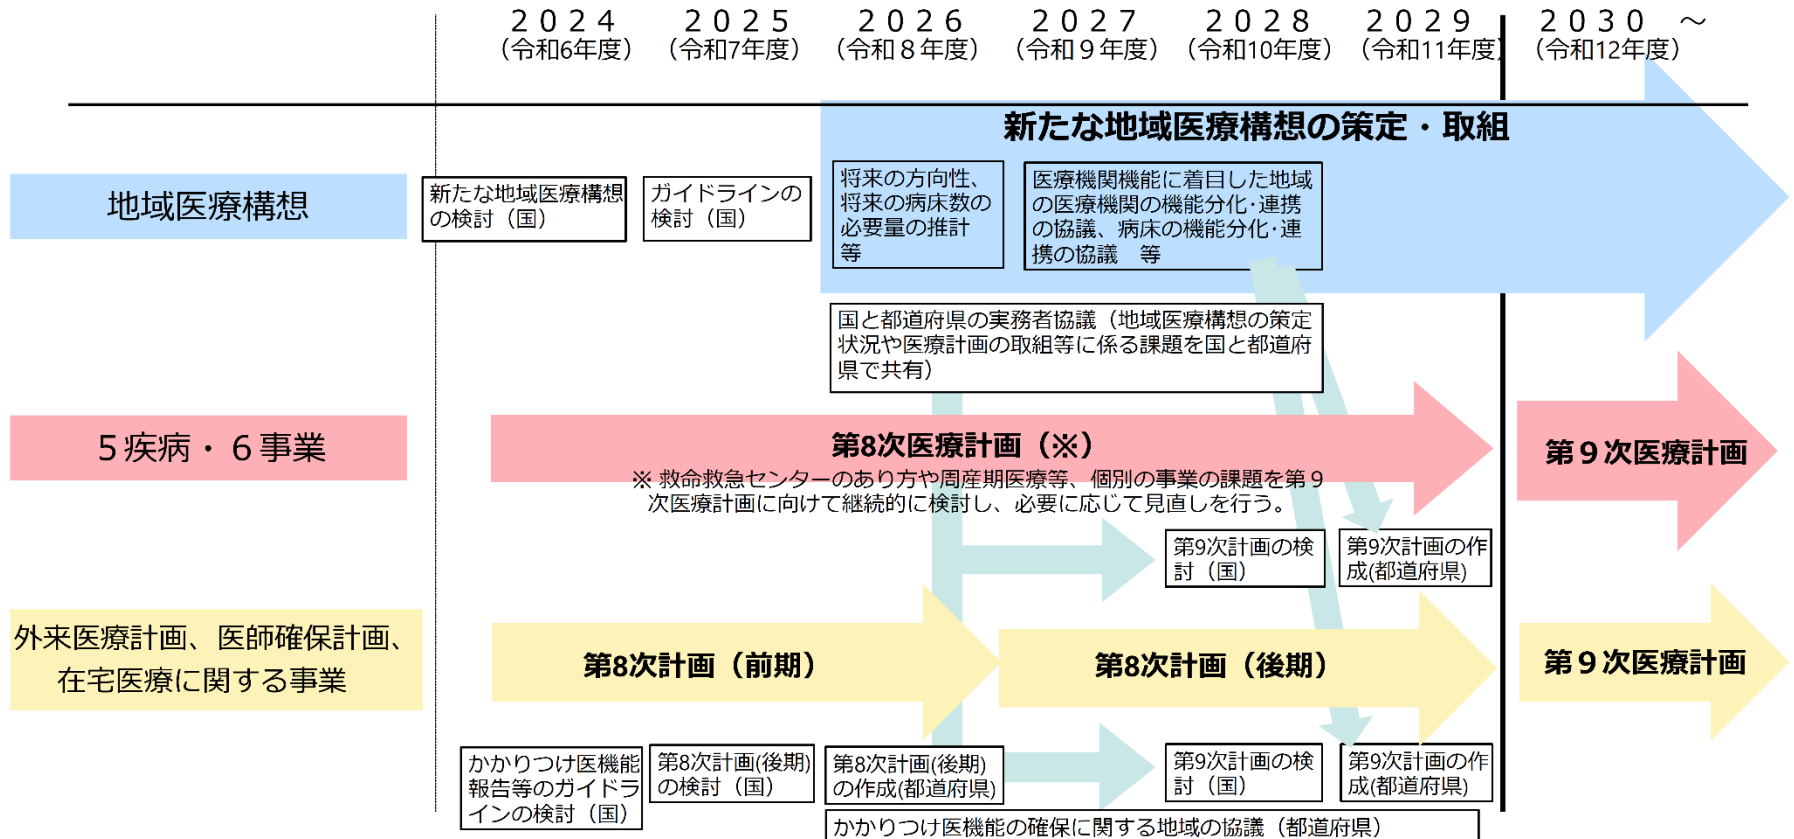 ２０２４
２０２５
２０２６
２０２７
２０２８
２０２９
２０３０　～
（令和6年度）
（令和7年度）
（令和８年度）
（令和９年度）
（令和10年度）
（令和11年度）
（令和12年度）
新たな地域医療構想の策定・取組
地域医療構想
新たな地域医療構想
の検討（国）
ガイドラインの
検討（国）
将来の方向性、
将来の病床数の
必要量の推計
等
医療機関機能に着目した地域
の医療機関の機能分化･連携
の協議、病床の機能分化･連
携の協議　等
国と都道府県の実務者協議（地域医療構想の策定
状況や医療計画の取組等に係る課題を国と都道府
県で共有）
５疾病・６事業
第8次医療計画（※）
※ 救命救急センターのあり方や周産期医療等、個別の事業の課題を第９
次医療計画に向けて継続的に検討し、必要に応じて見直しを行う。
第９次医療計画
第9次計画の検
討（国）
第9次計画の作
成(都道府県)
外来医療計画、医師確保計画、
在宅医療に関する事業
第8次計画（前期）
第8次計画（後期）
第９次医療計画
かかりつけ医機能
報告等のガイドラ
インの検討（国）
第8次計画(後期)
の検討（国）
第8次計画(後期)
の作成(都道府県)
第9次計画の検
討（国）
第9次計画の作
成(都道府県)
かかりつけ医機能の確保に関する地域の協議（都道府県）